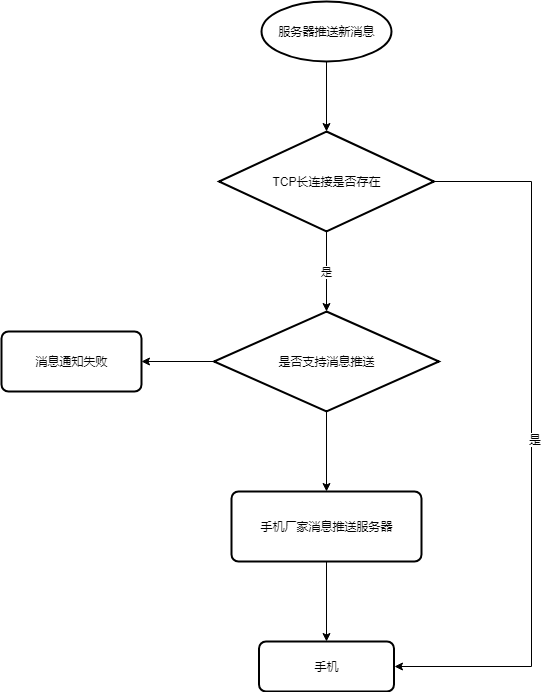 服务器推送新消息
TCP长连接是否存在
是
消息通知失败
是否支持消息推送
是
手机厂家消息推送服务器
手机